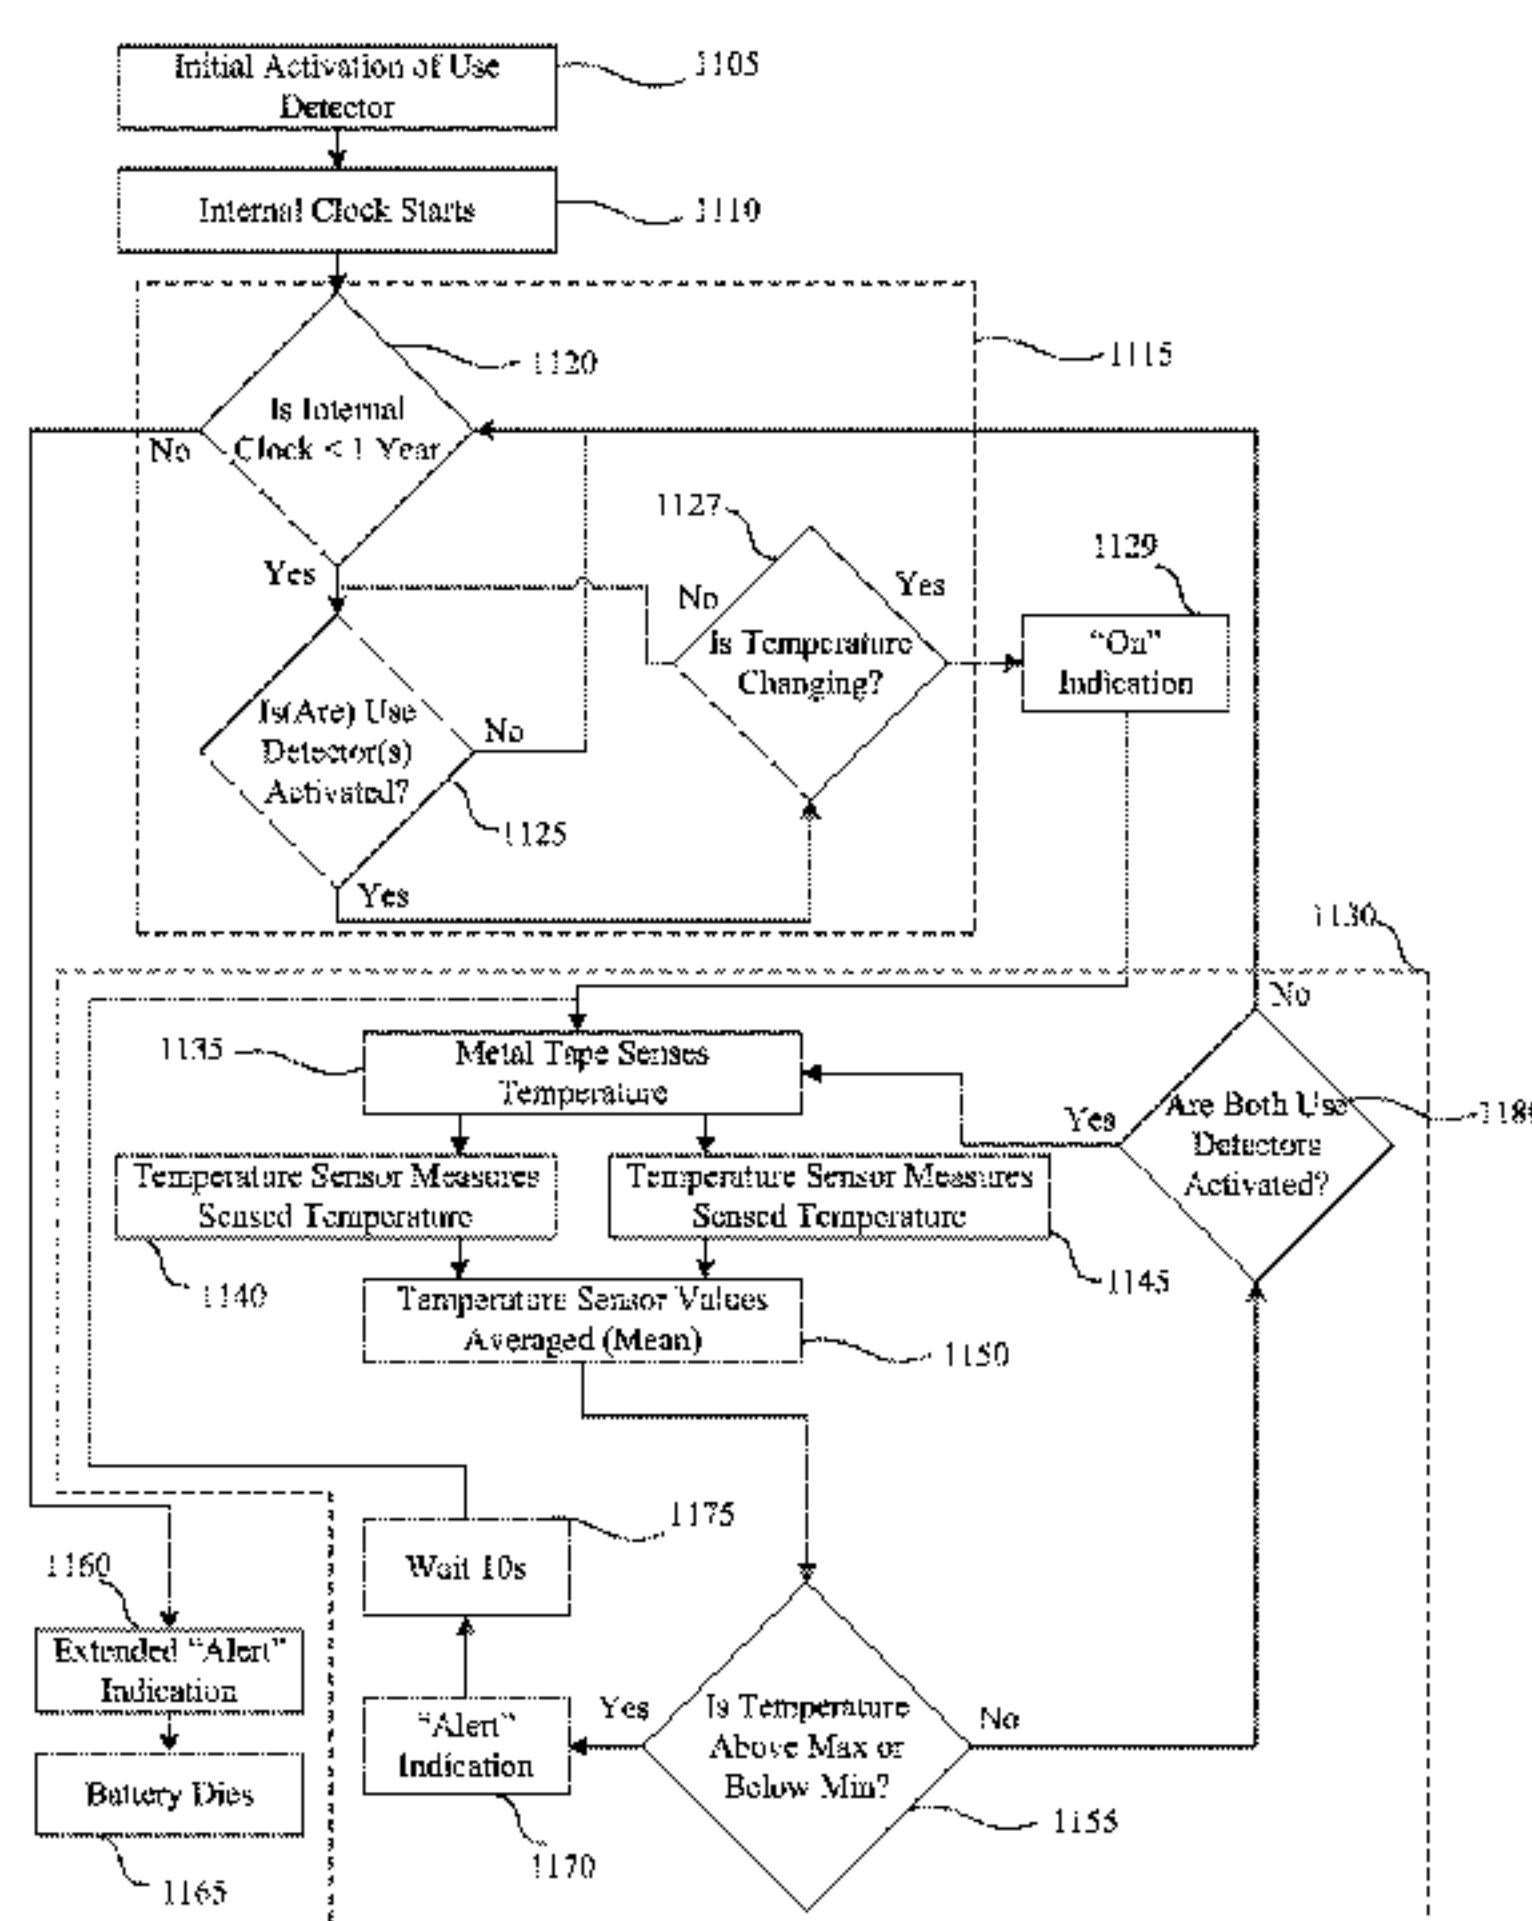 Initial Activation of Use
Detector
1105
Internal Clock Starts
1110
1120
1115
Is Internal
Clock < 1 Year
No
Yes
1127
No
Yes
Is Temperature
Changing?
1129
"On"
Indication
Is(Are) Use
Detector(s)
Activated?
No
1125
Yes
1130
No
1135
Metal Tape Senses
Temperature
Yes
Are Both Use
Detectors
Activated?
Temperature Sensor Measures
Sensed Temperature
1140
Temperature Sensor Measures
Sensed Temperature
1145
Temperature Sensor Values
Averaged (Mean)
1150
1175
Wait 10s
1160
Extended "Alert"
Indication
Battery Dies
1165
"Alert"
Indication
1170
Yes
Is Temperature
Above Max or
Below Min?
No
1155